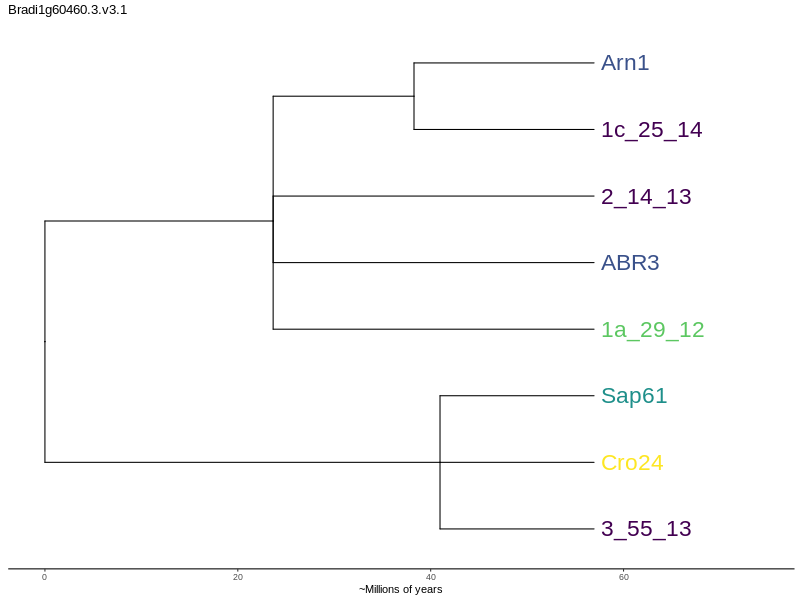 Bradi1g60460.3.v3.1
Arn1
1c_25_14
2_14_13
ABR3
1a_29_12
Sap61
Cro24
3_55_13
0 20 40 60
~Millions of years